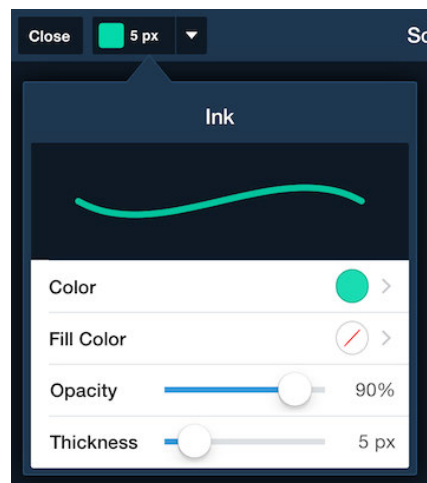 Close 5 px
Ink
Color
Fill Color
Opacity 90%
Thickness 5 px